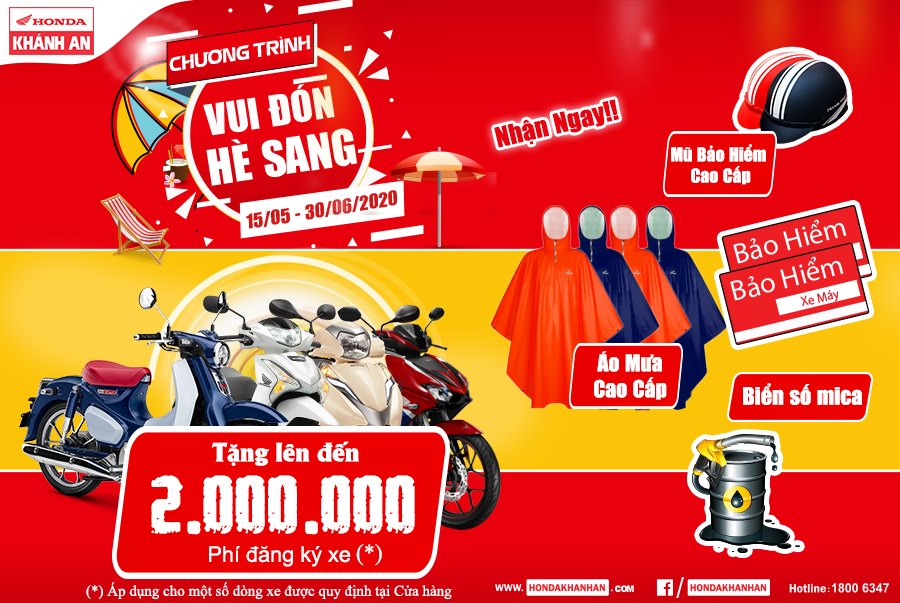 HONDA
KHÁNH AN
CHƯƠNG TRÌNH
VUI ĐÓN
HÈ SANG
15/05 - 30/06/2020
Nhận Ngay!!
Mũ Bảo Hiểm
Cao Cấp
Bảo Hiểm
Bảo Hiểm
Xe Máy
Áo Mưa
Cao Cấp
Biển số mica
Tặng lên đến
2.000.000
Phí đăng ký xe (*)
(*) Áp dụng cho một số dòng xe được quy định tại Cửa hàng
www.HONDAKHANHAN.com
f/HONDAKHANHAN
Hotline: 1800 6347